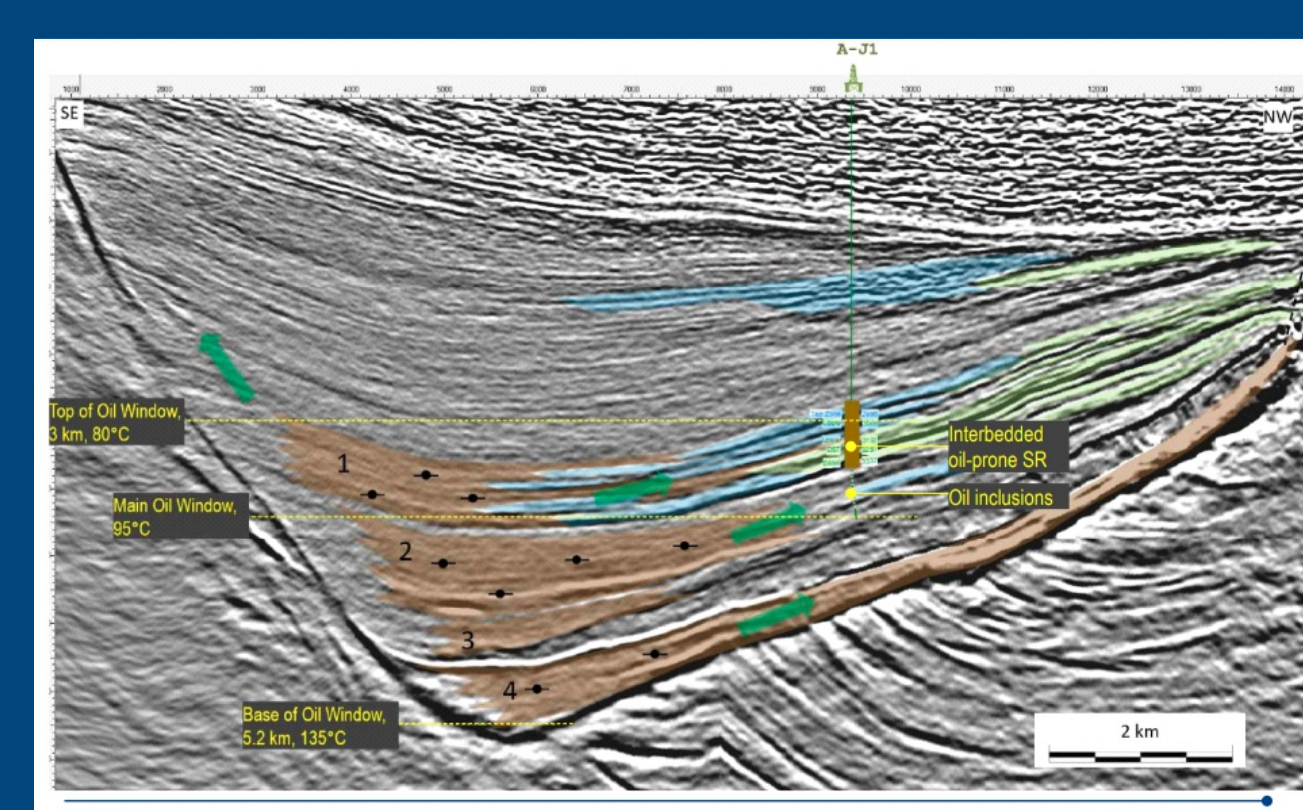 A-J1
1000 2000 3000 4000 5000 6000 7000 8000 9000 10000 11000 12000 13000 14000
SE
NW
Top of Oil Window,
3 km, 80°C
1
Interbedded
oil-prone SR
Oil inclusions
Main Oil Window,
95°C
2
3
4
Base of Oil Window,
5.2 km, 135°C
2 km